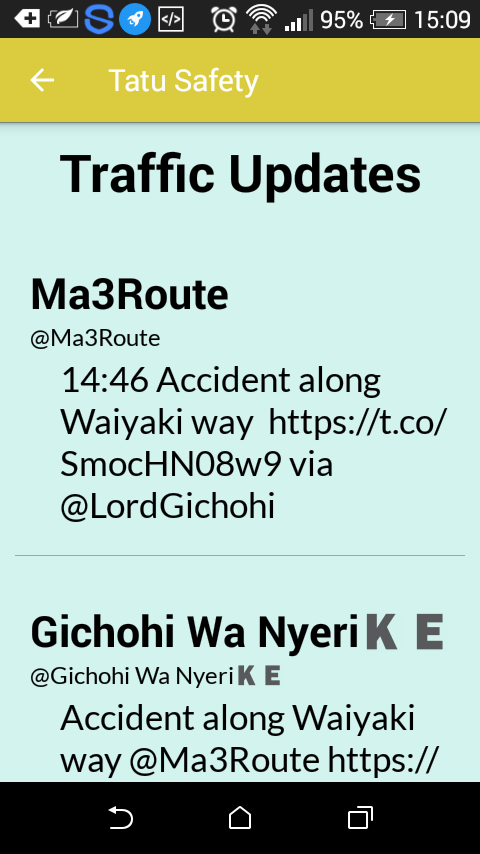 95% 15:09
Tatu Safety
Traffic Updates
Ma3Route
@Ma3Route
14:46 Accident along
Waiyaki way https://t.co/
SmocHN08w9 via
@LordGichohi
Gichohi Wa Nyeri🇰 🇪
@Gichohi Wa Nyeri🇰 🇪
Accident along Waiyaki
way @Ma3Route https://